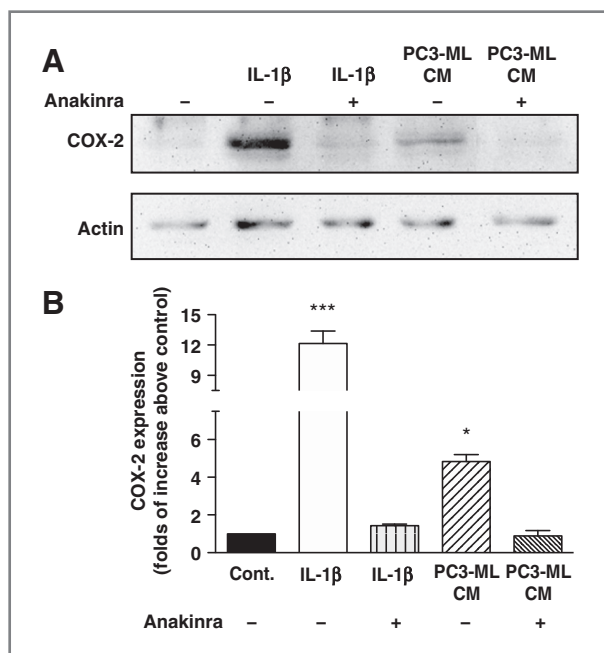 A
IL-1β IL-1β PC3-ML CM PC3-ML CM
Anakinra – – + – +
COX-2
Actin
B
COX-2 expression
(folds of increase above control)
15
12
9
6
4
2
0
***
*
Cont. IL-1β IL-1β PC3-ML CM PC3-ML CM
Anakinra – – + – +